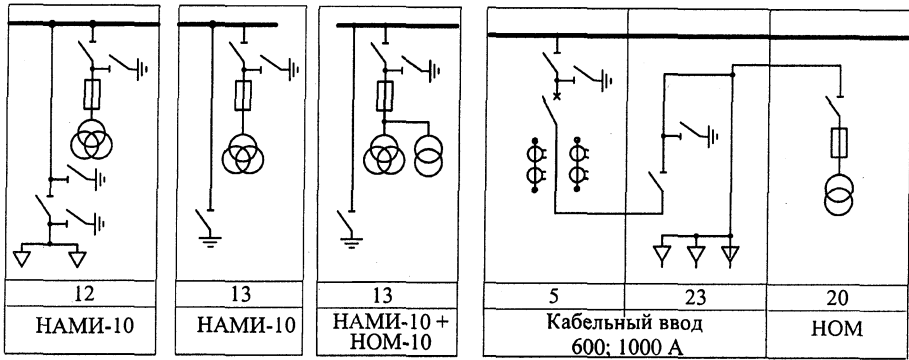 12
НАМИ-10
13
НАМИ-10
13
НАМИ-10 +
НОМ-10
5
23
20
Кабельный ввод
600; 1000 А
НОМ